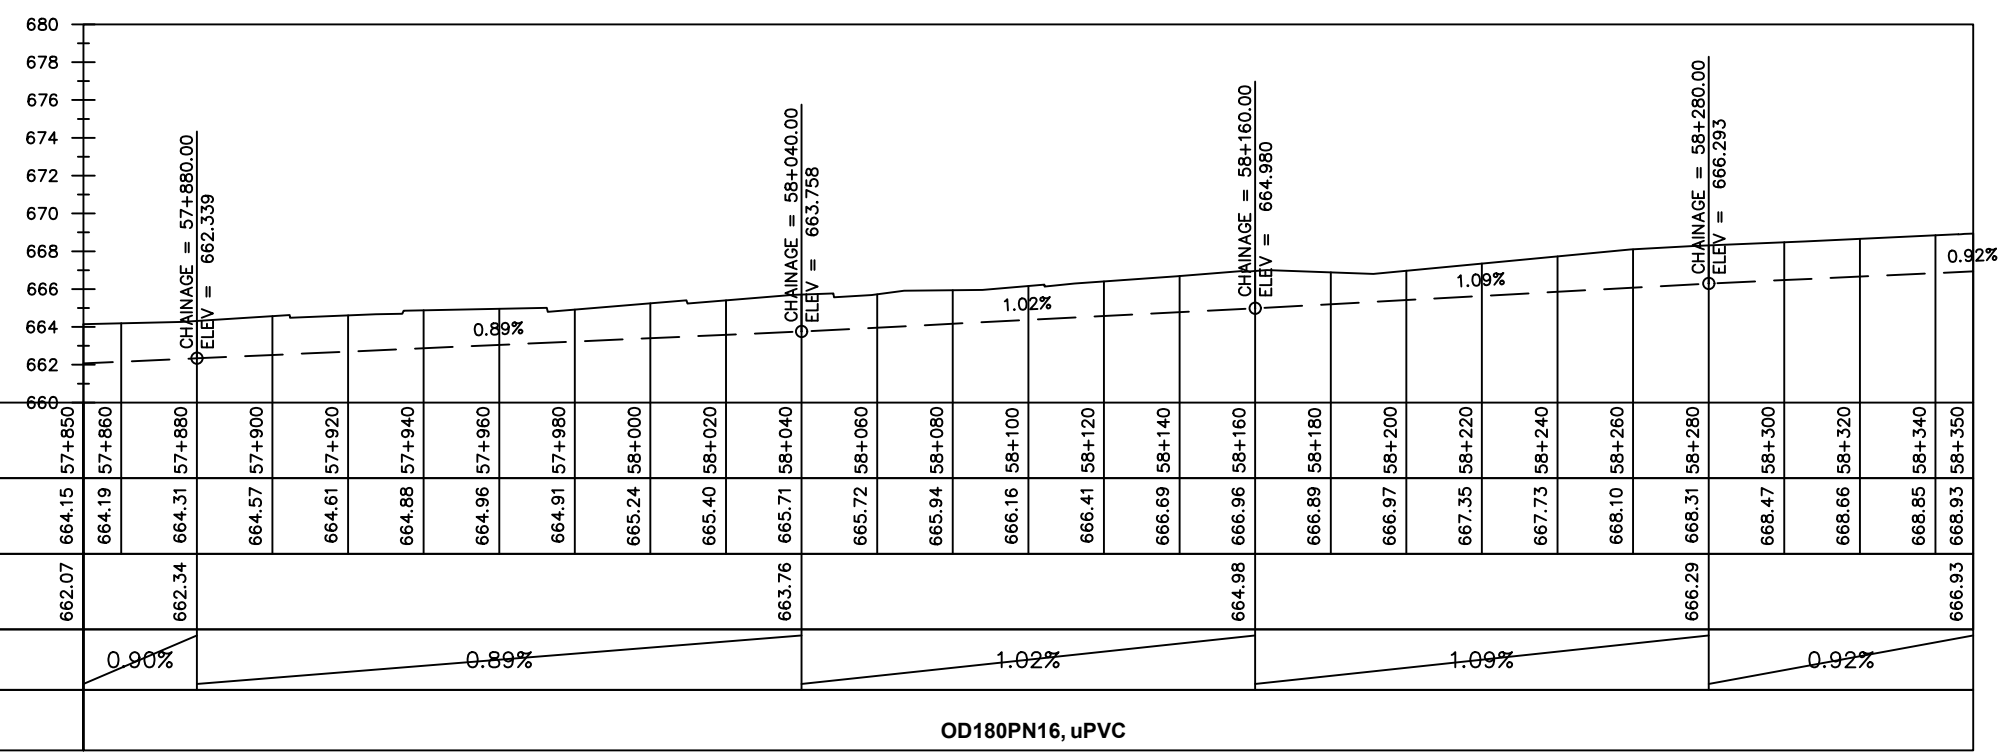 680
678
676
674
672
670
668
666
664
662
660
CHAINAGE = 57+880.00
ELEV = 662.339
CHAINAGE = 58+040.00
ELEV = 663.758
CHAINAGE = 58+160.00
ELEV = 664.980
CHAINAGE = 58+280.00
ELEV = 666.293
0.89%
1.02%
1.09%
0.92%
57+850 57+860 57+880 57+900 57+920 57+940 57+960 57+980 58+000 58+020 58+040 58+060 58+080 58+100 58+120 58+140 58+160 58+180 58+200 58+220 58+240 58+260 58+280 58+300 58+320 58+340 58+350
664.15 664.19 664.31 664.57 664.61 664.88 664.96 664.91 665.24 665.40 665.71 665.72 665.94 666.16 666.41 666.69 666.96 666.89 666.97 667.35 667.73 668.10 668.31 668.47 668.66 668.85 668.93
662.07 662.34 663.76 664.98 666.29 666.93
0.90% 0.89% 1.02% 1.09% 0.92%
OD180PN16, uPVC